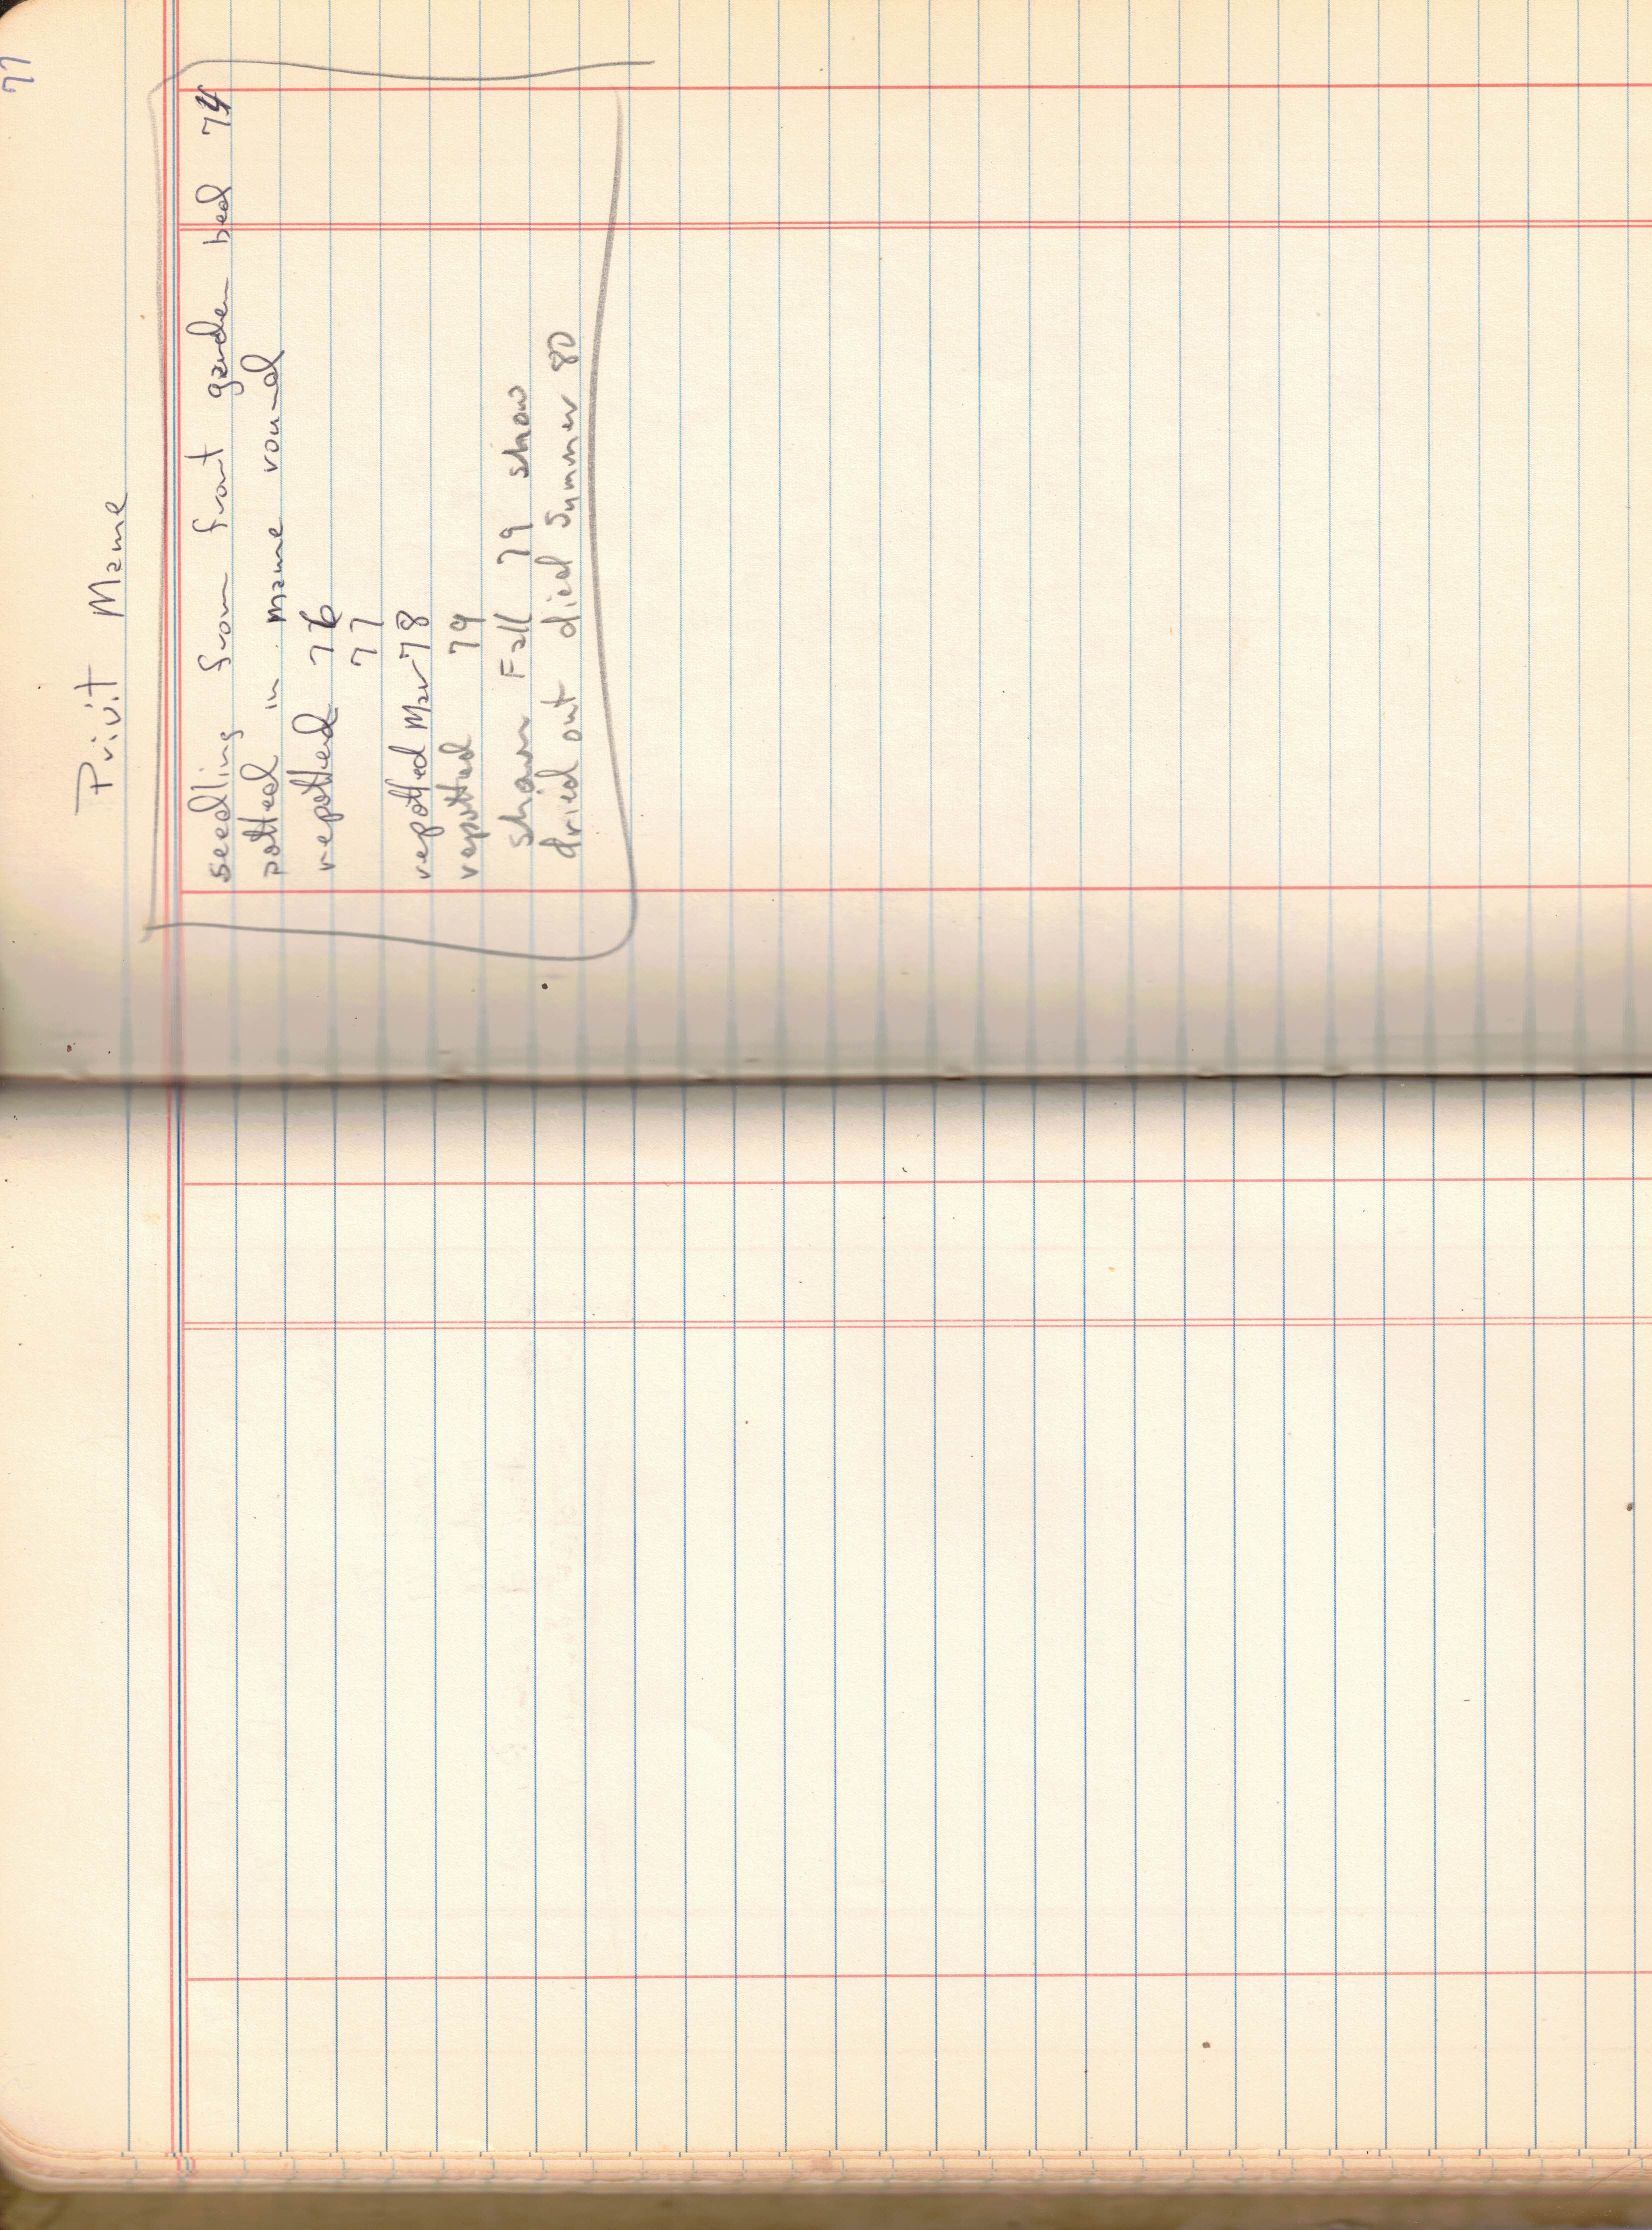 77
Privit Mame
seedling from front garden bed 74
potted in mame round
repotted 76
77
repotted Mar 78
repotted 79
shown Fall 79 show
dried out died Summer 80